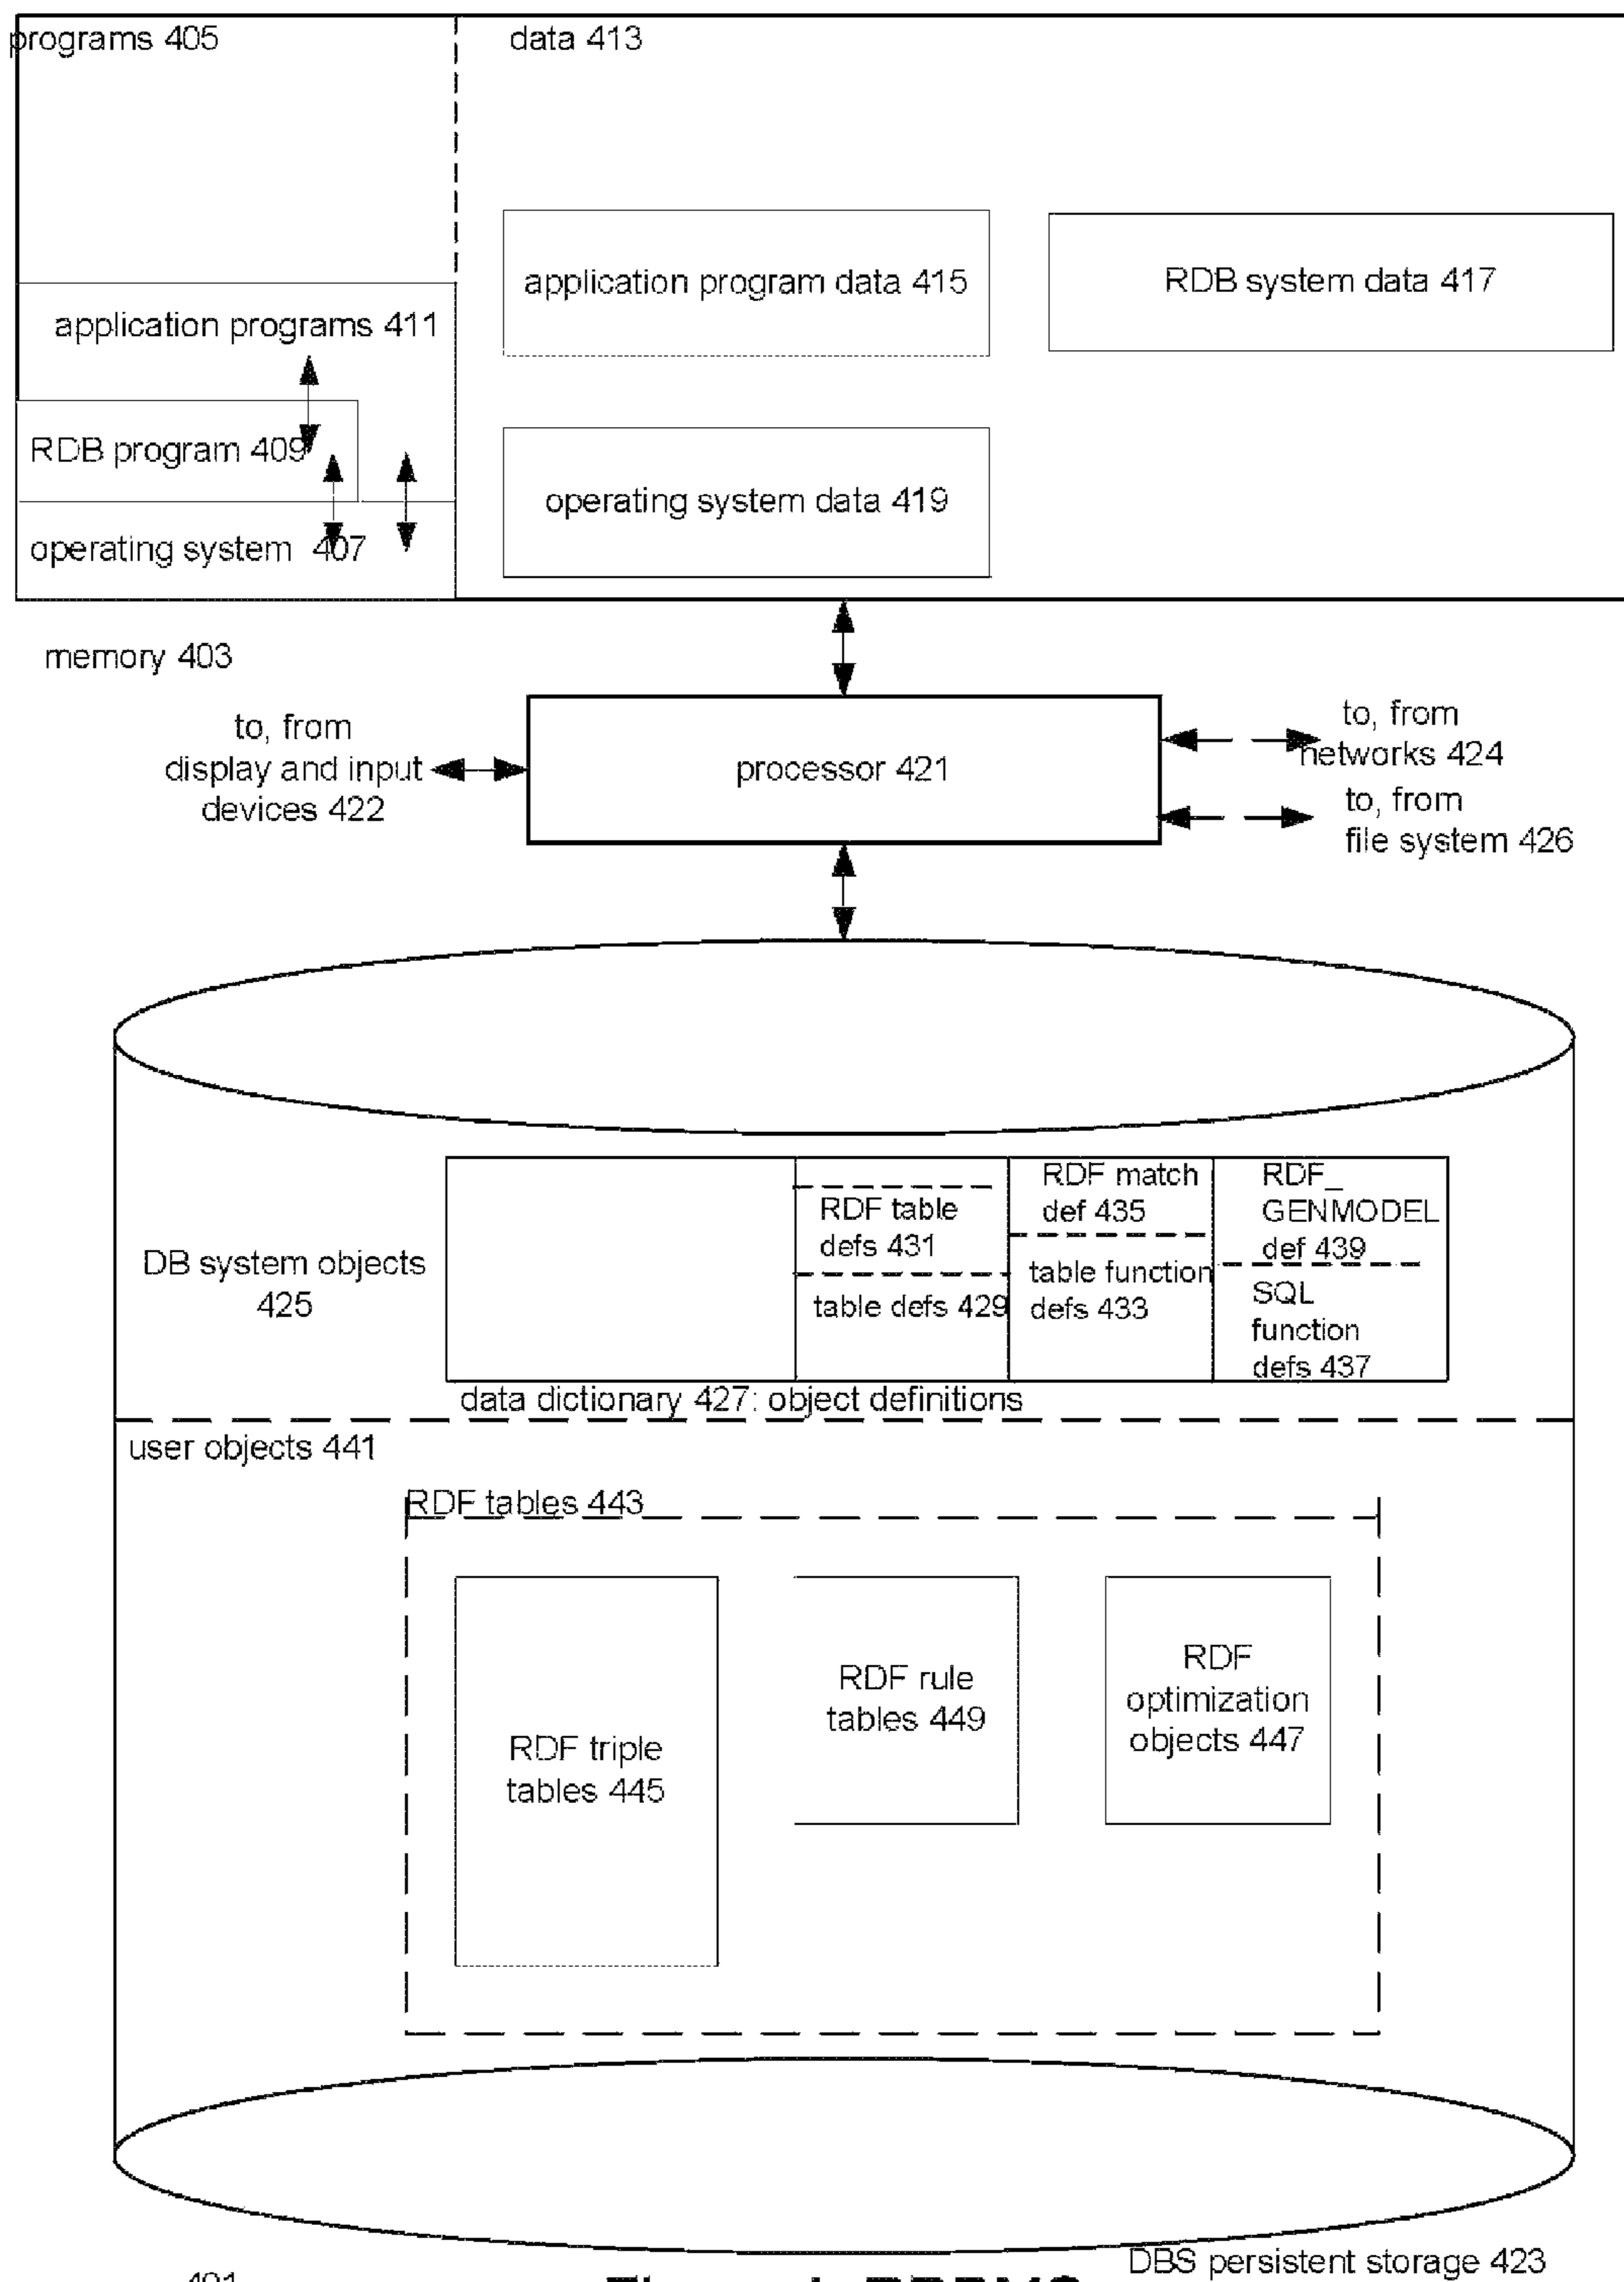 programs 405
data 413
application program data 415
RDB system data 417
application programs 411
RDB program 409
operating system data 419
operating system 407
memory 403
to, from
display and input
devices 422
processor 421
to, from
networks 424
to, from
file system 426
DB system objects
425
RDF table
defs 431
table defs 429
RDF match
def 435
table function
defs 433
RDF_
GENMODEL
def 439
SQL
function
defs 437
data dictionary 427: object definitions
user objects 441
RDF tables 443
RDF triple
tables 445
RDF rule
tables 449
RDF
optimization
objects 447
DBS persistent storage 423